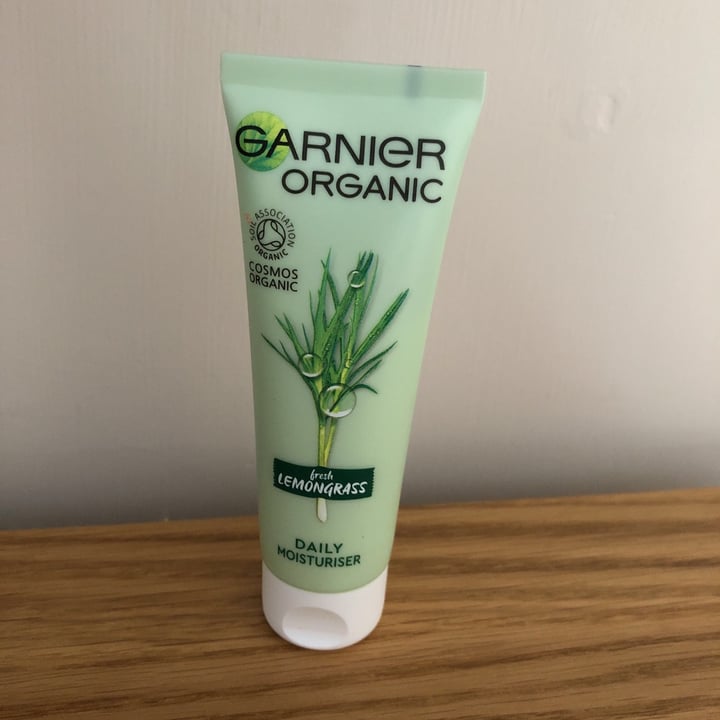 GARNIER
ORGANIC
SOIL ASSOCIATION
ORGANIC
COSMOS
ORGANIC
fresh
LEMONGRASS
DAILY
MOISTURISER